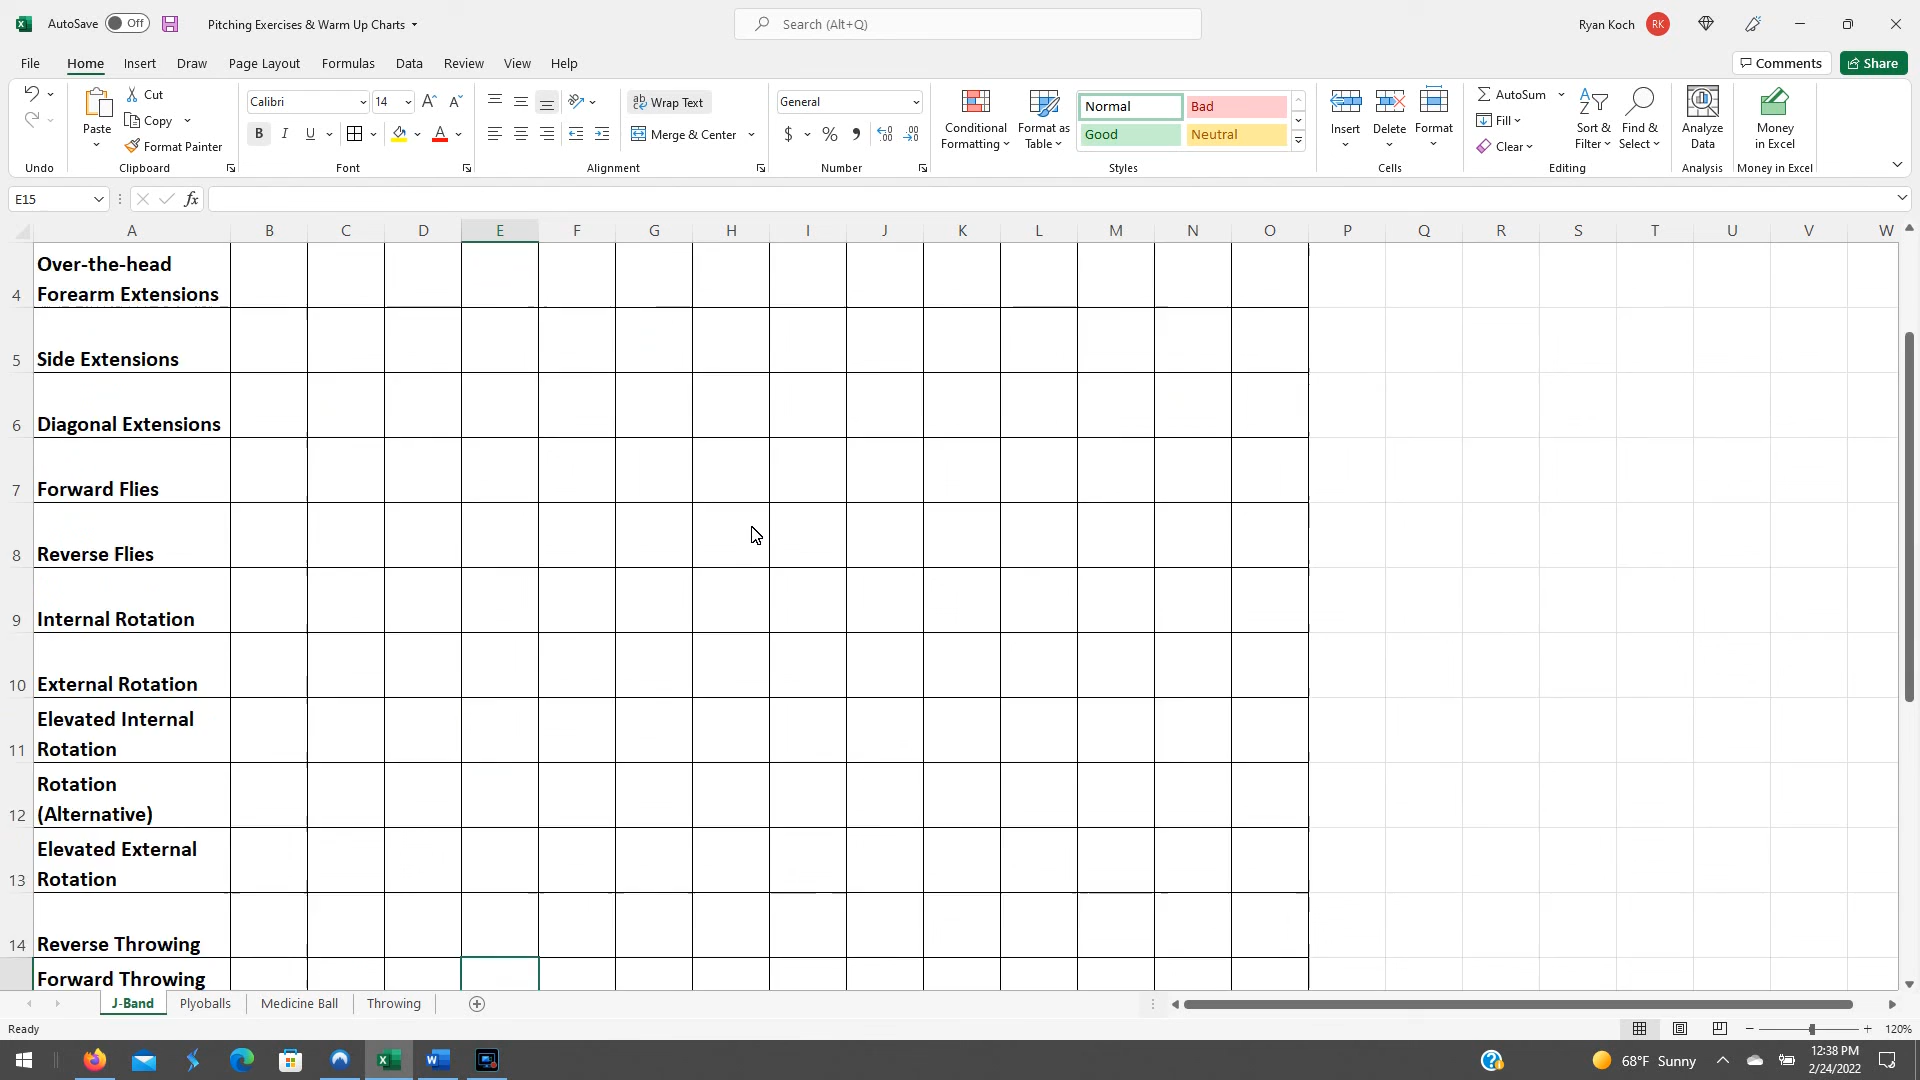 AutoSave Off Pitching Exercises & Warm Up Charts Search (Alt+Q) Ryan Koch RK
File Home Insert Draw Page Layout Formulas Data Review View Help Comments Share
Cut
Copy
Format Painter
Paste
Undo
Clipboard
Calibri 14
B I U
Font
Wrap Text
Merge & Center
Alignment
General
$ % 9
Number
Conditional
Formatting
Format as
Table
Normal Bad
Good Neutral
Styles
Insert Delete Format
Cells
AutoSum
Fill
Clear
Sort &
Filter
Find &
Select
Editing
Analyze
Data
Analysis
Money
in Excel
Money in Excel
E15 fx
A B C D E F G H I J K L M N O P Q R S T U V W
Over-the-head
4 Forearm Extensions
5 Side Extensions
6 Diagonal Extensions
7 Forward Flies
8 Reverse Flies
9 Internal Rotation
10 External Rotation
Elevated Internal
11 Rotation
Rotation
12 (Alternative)
Elevated External
13 Rotation
14 Reverse Throwing
Forward Throwing
J-Band Plyoballs Medicine Ball Throwing
Ready 120%
68°F Sunny 12:38 PM
2/24/2022